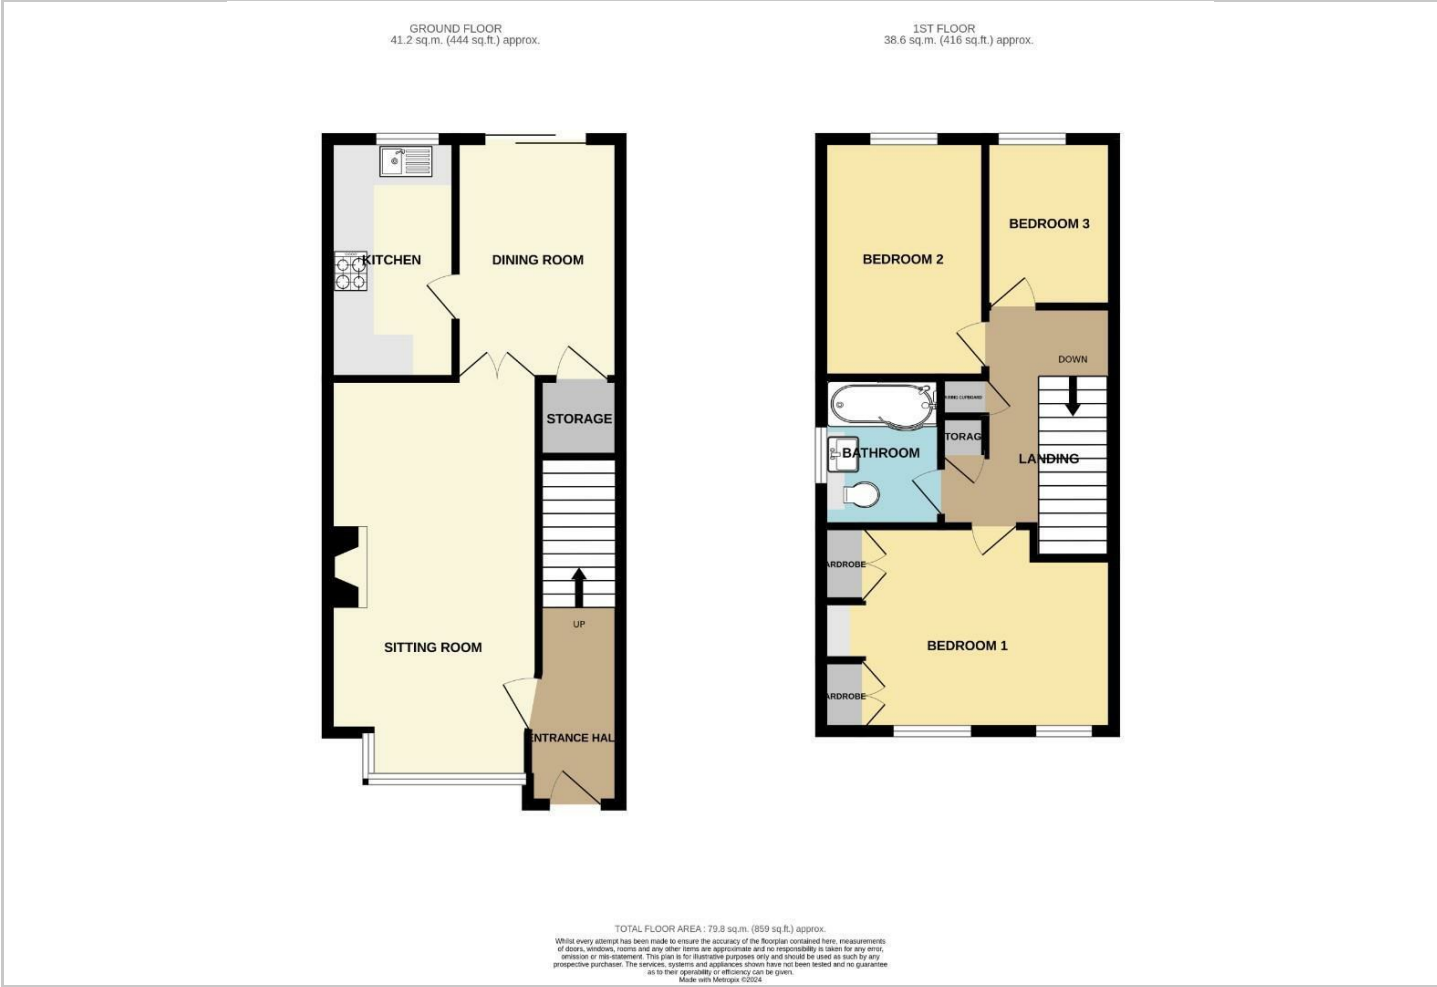 GROUND FLOOR
41.2 sq.m. (444 sq.ft.) approx.
1ST FLOOR
38.6 sq.m. (416 sq.ft.) approx.
KITCHEN
DINING ROOM
STORAGE
UP
SITTING ROOM
ENTRANCE HAL
BEDROOM 2
BEDROOM 3
DOWN
TORAG
BATHROOM
LANDING
ARDROBE
BEDROOM 1
ARDROBE
TOTAL FLOOR AREA : 79.8 sq.m. (859 sq.ft.) approx.
Whilst every attempt has been made to ensure the accuracy of the floorplan contained here, measurements
of doors, windows, rooms and any other items are approximate and no responsibility is taken for any error,
omission or mis-statement. This plan is for illustrative purposes only and should be used as such by any
prospective purchaser. The services, systems and appliances shown have not been tested and no guarantee
as to their operability or efficiency can be given.
Made with Metropix ©2024